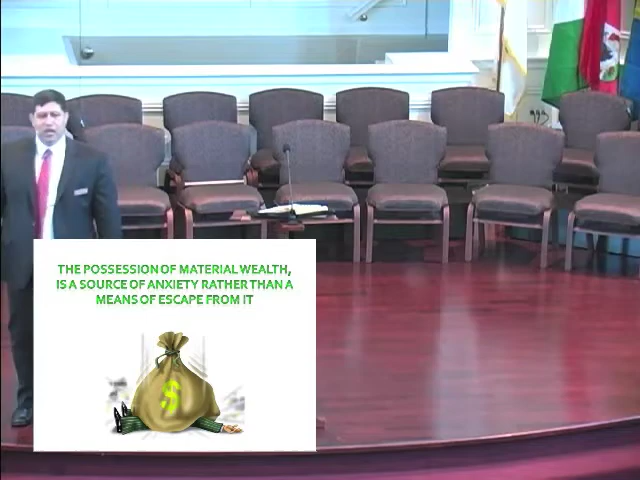 THE POSSESSION OF MATERIAL WEALTH,
IS A SOURCE OF ANXIETY RATHER THAN A
MEANS OF ESCAPE FROM IT
$